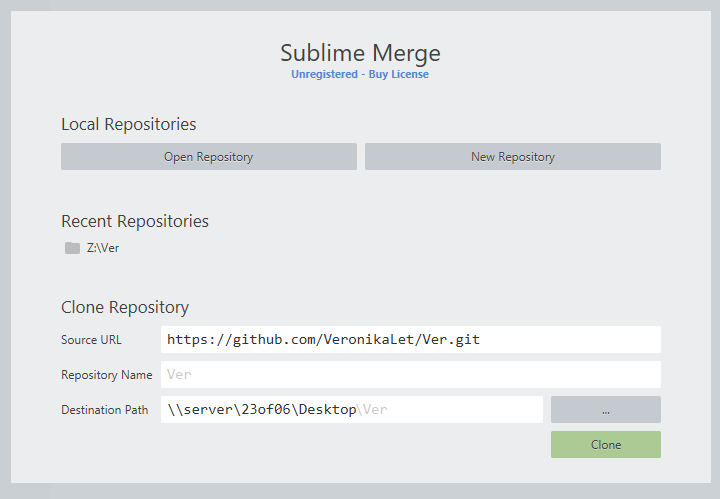 Sublime Merge
Unregistered - Buy License
Local Repositories
Open Repository
New Repository
Recent Repositories
Z:\Ver
Clone Repository
Source URL
https://github.com/VeronikaLet/Ver.git
Repository Name
Ver
Destination Path
\\server\23of06\Desktop\Ver
...
Clone